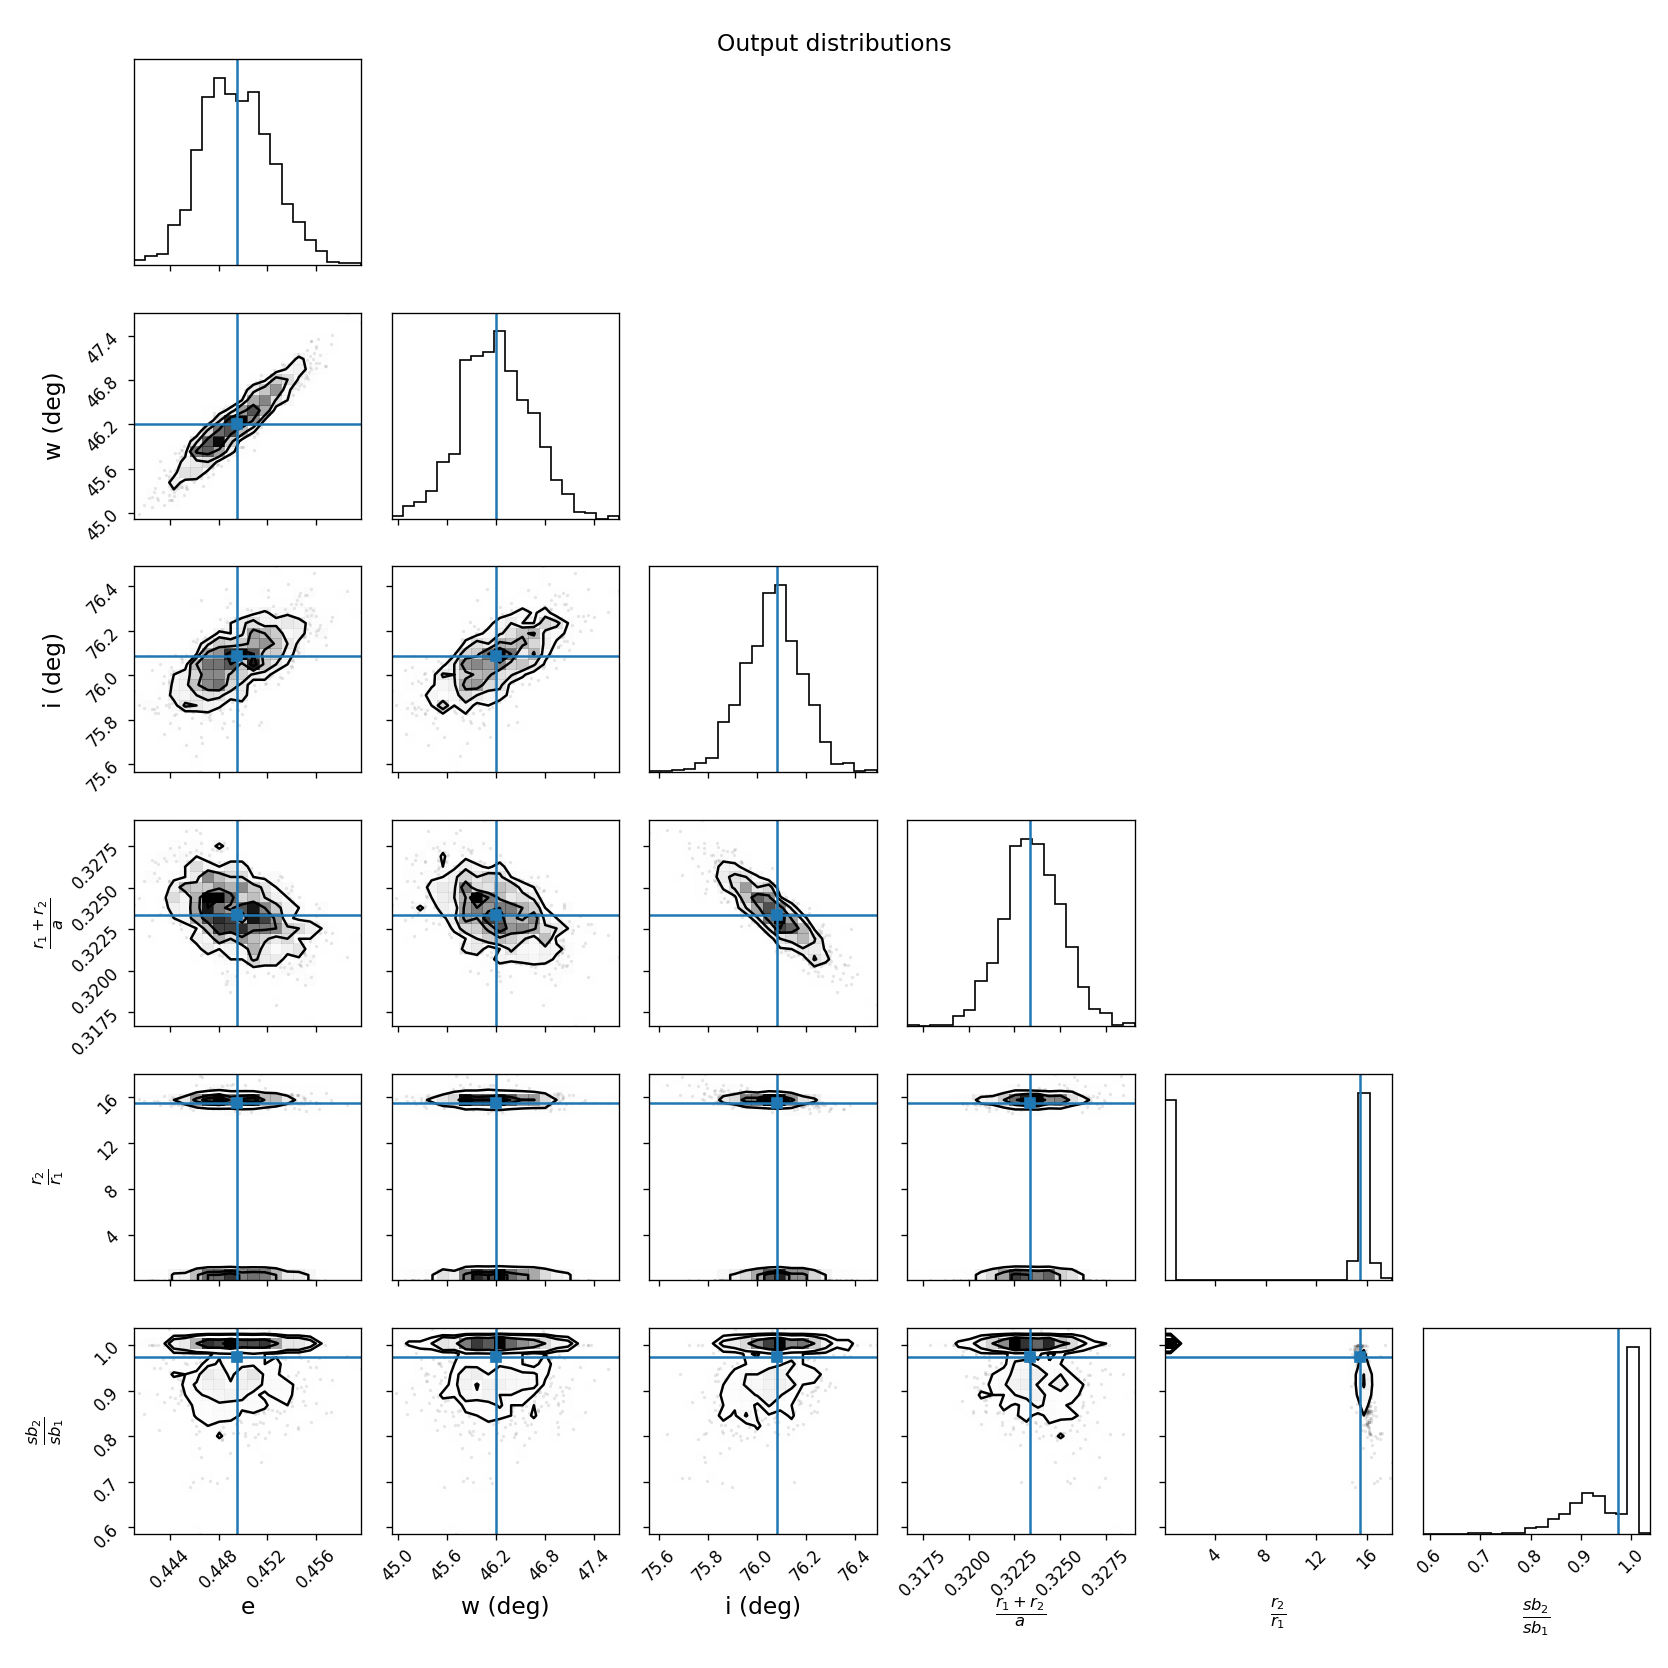 Output distributions
47.4
46.8
46.2
45.6
45.0
w (deg)
76.4
76.2
76.0
75.8
75.6
i (deg)
0.3275
0.3250
0.3225
0.3200
0.3175
r₁ + r₂
a
16
12
8
4
r₂
r₁
1.0
0.9
0.8
0.7
0.6
sb₂
sb₁
0.444 0.448 0.452 0.456
45.0 45.6 46.2 46.8 47.4
75.6 75.8 76.0 76.2 76.4
0.3175 0.3200 0.3225 0.3250 0.3275
4 8 12 16
0.6 0.7 0.8 0.9 1.0
e
w (deg)
i (deg)
r₁ + r₂
a
r₂
r₁
sb₂
sb₁